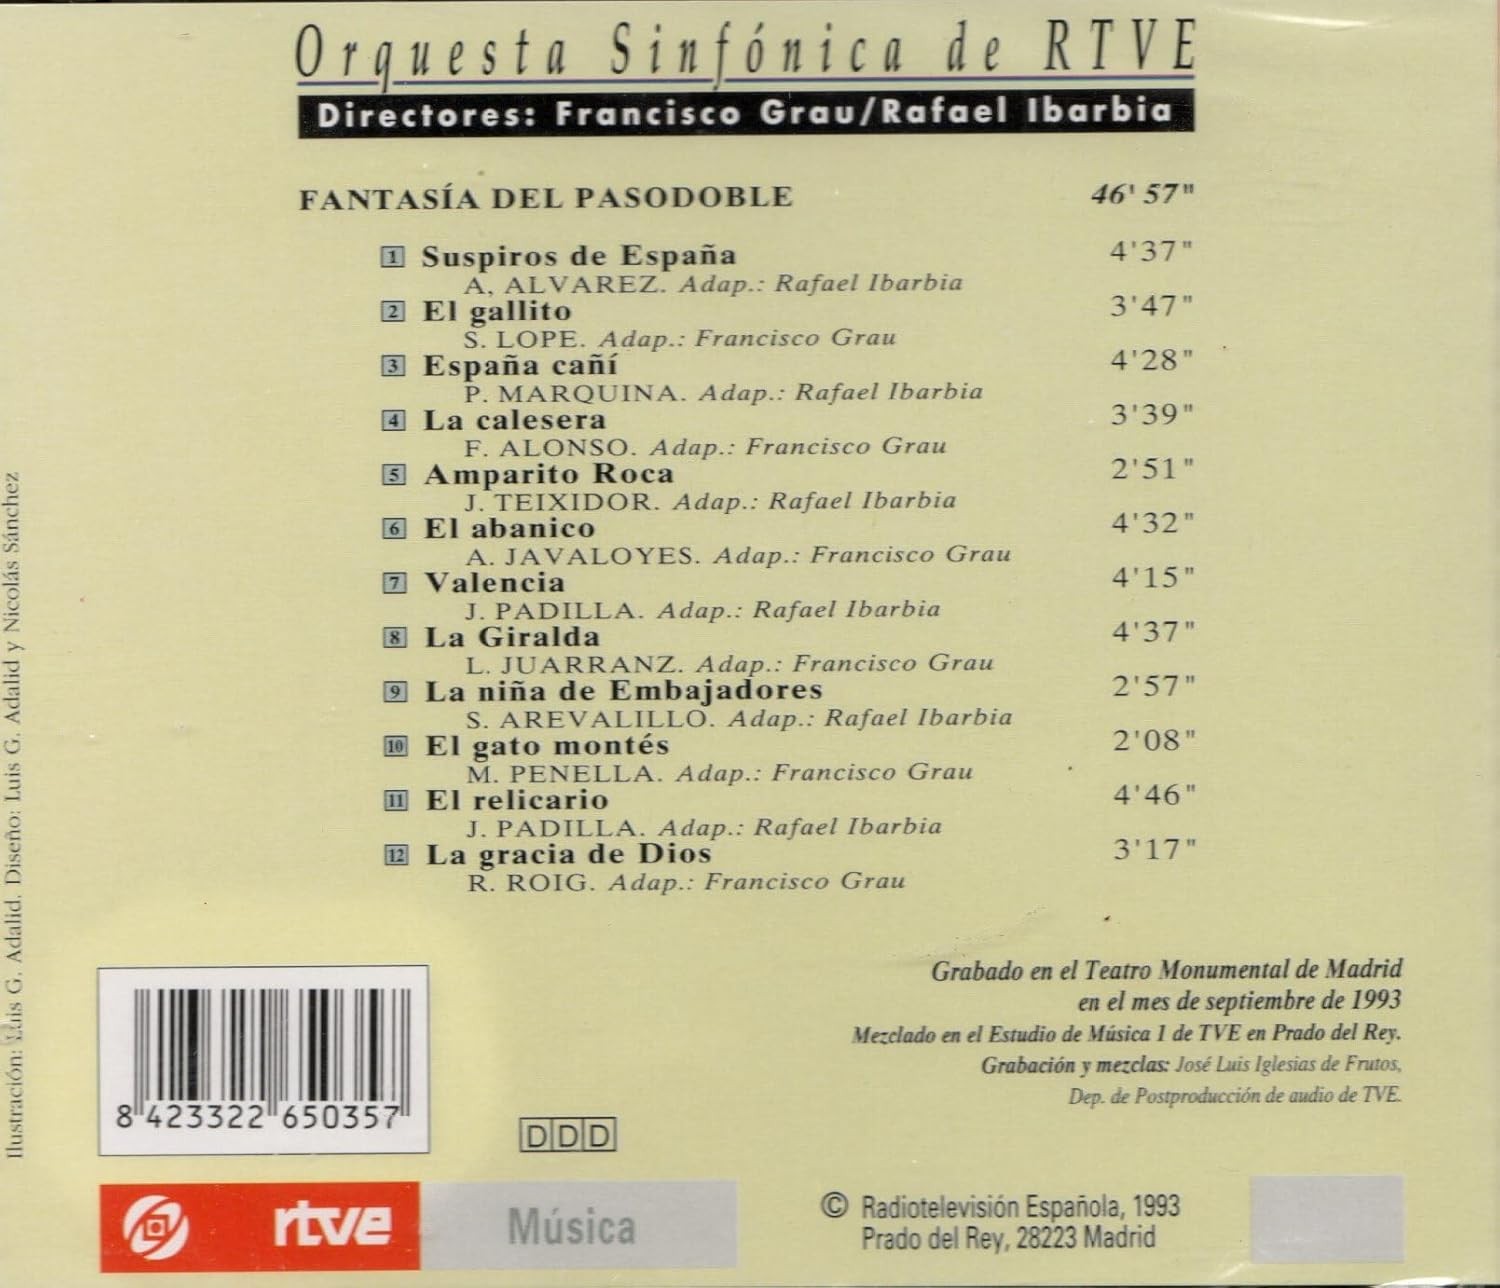 Orquesta Sinfónica de RTVE
Directores: Francisco Grau/Rafael Ibarbia
FANTASÍA DEL PASODOBLE 46' 57"
1 Suspiros de España 4'37"
A, ALVAREZ. Adap.: Rafael Ibarbia
2 El gallito 3'47"
S. LOPE. Adap.: Francisco Grau
3 España cañí 4'28"
P. MARQUINA. Adap.: Rafael Ibarbia
4 La calesera 3'39"
F. ALONSO. Adap.: Francisco Grau
5 Amparito Roca 2'51"
J. TEIXIDOR. Adap.: Rafael Ibarbia
6 El abanico 4'32"
A. JAVALOYES. Adap.: Francisco Grau
7 Valencia 4'15"
J. PADILLA. Adap.: Rafael Ibarbia
8 La Giralda 4'37"
L. JUARRANZ. Adap.: Francisco Grau
9 La niña de Embajadores 2'57"
S. AREVALILLO. Adap.: Rafael Ibarbia
10 El gato montés 2'08"
M. PENELLA. Adap.: Francisco Grau
11 El relicario 4'46"
J. PADILLA. Adap.: Rafael Ibarbia
12 La gracia de Dios 3'17"
R. ROIG. Adap.: Francisco Grau
Ilustración: Luis G. Adalid. Diseño: Luis G. Adalid y Nicolás Sánchez
Grabado en el Teatro Monumental de Madrid
en el mes de septiembre de 1993
Mezclado en el Estudio de Música 1 de TVE en Prado del Rey.
Grabación y mezclas: José Luis Iglesias de Frutos,
Dep. de Postproducción de audio de TVE.
8 423322 650357
DDD
rtve Música
© Radiotelevisión Española, 1993
Prado del Rey, 28223 Madrid